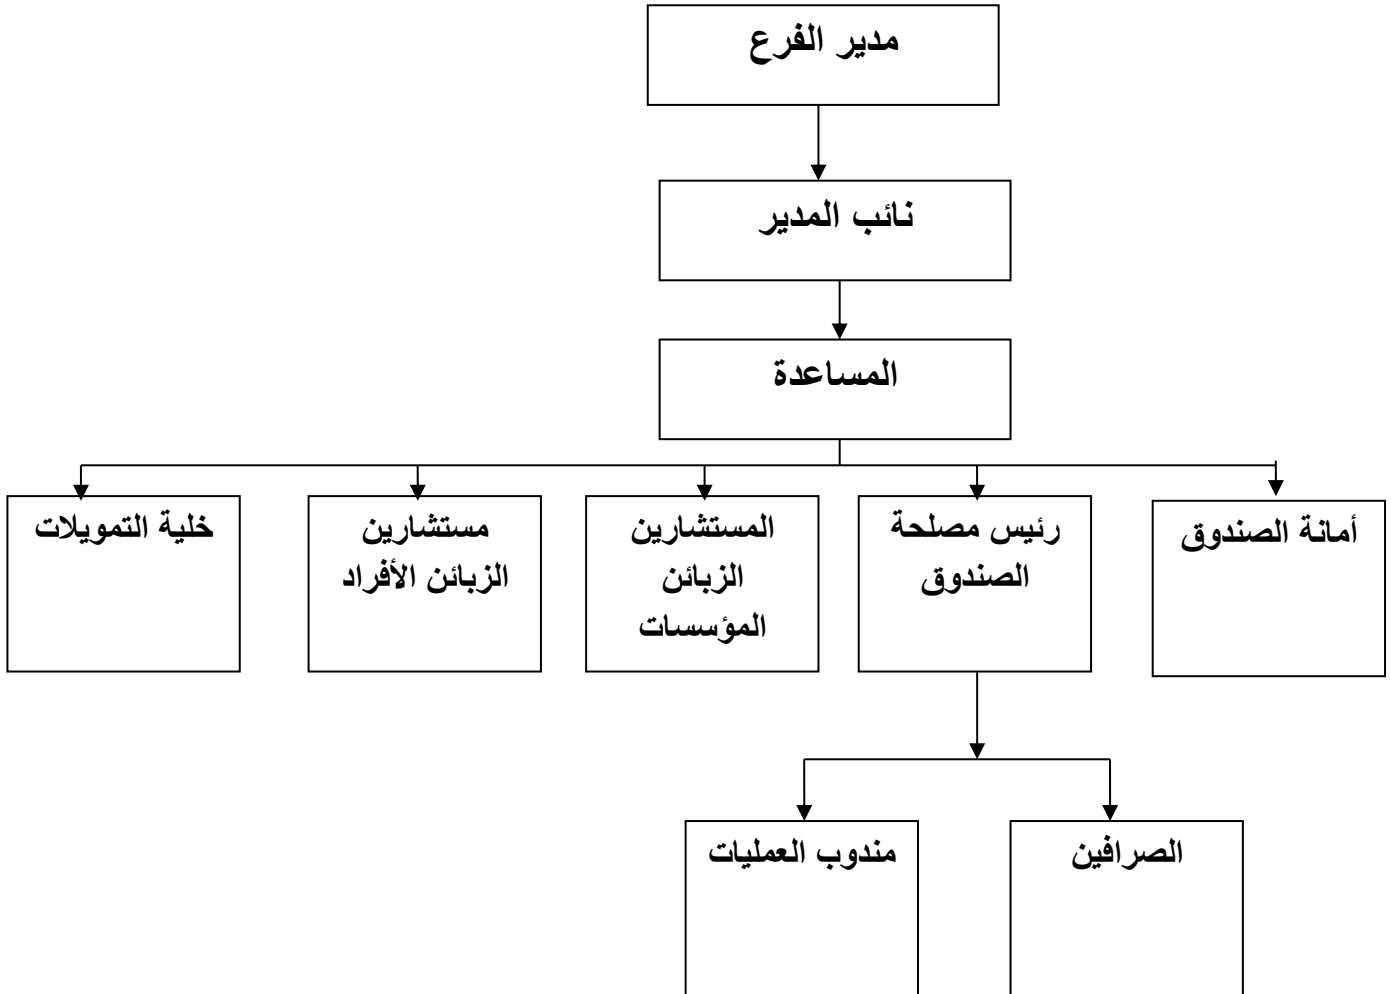 مدير الفرع
نائب المدير
المساعدة
أمانة الصندوق
رئيس مصلحة
الصندوق
المستشارين
الزبائن
المؤسسات
مستشارين
الزبائن الأفراد
خلية التمويلات
الصرافين
مندوب العمليات